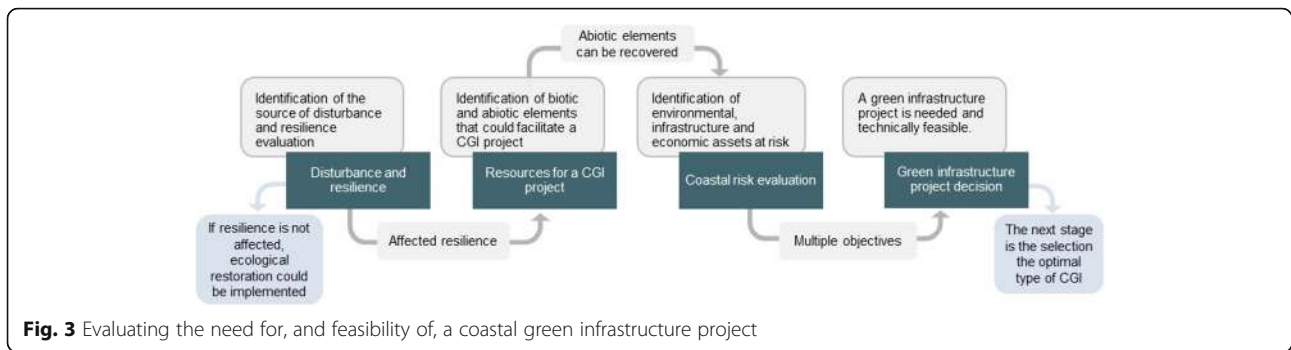 Abiotic elements
can be recovered
Identification of the
source of disturbance
and resilience
evaluation
Identification of biotic
and abiotic elements
that could facilitate a
CGI project
Identification of
environmental,
infrastructure and
economic assets at risk
A green infrastructure
project is needed and
technically feasible.
Disturbance and
resilience
Resources for a CGI
project
Coastal risk evaluation
Green infrastructure
project decision
If resilience is not
affected,
ecological
restoration could
be implemented
Affected resilience
Multiple objectives
The next stage
is the selection
the optimal
type of CGI
Fig. 3 Evaluating the need for, and feasibility of, a coastal green infrastructure project